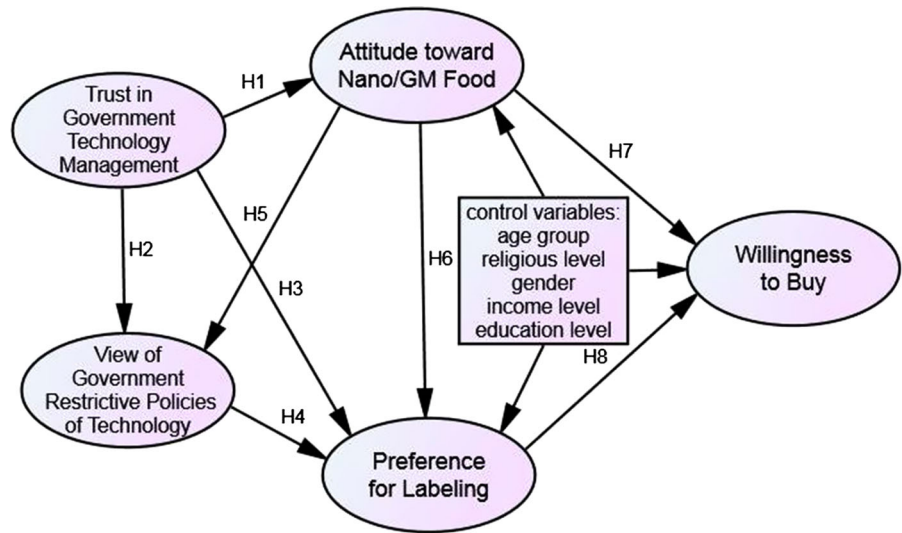 Attitude toward
Nano/GM Food
H1
Trust in
Government
Technology
Management
H7
H5
control variables:
age group
religious level
gender
income level
education level
H2
H6
Willingness
to Buy
H3
View of
Government
Restrictive Policies
of Technology
H8
H4
Preference
for Labeling